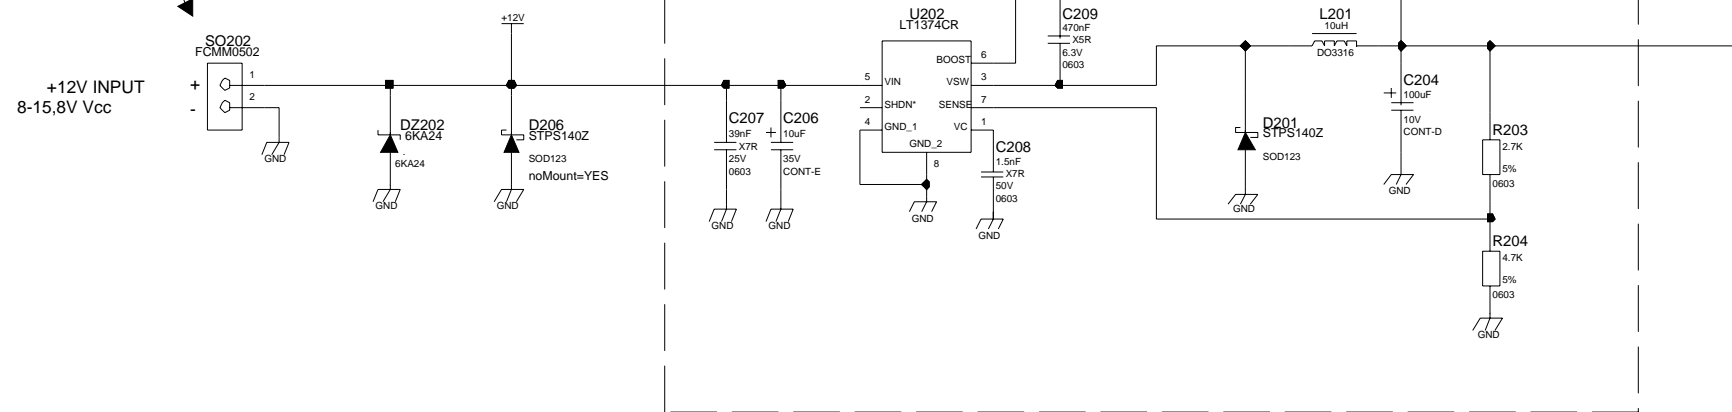 +12V INPUT
8-15,8V Vcc
+
-
SO202
FCMM0502
1
2
GND
+12V
DZ202
6KA24
6KA24
GND
D206
STPS140Z
SOD123
noMount=YES
GND
C207
39nF
X7R
25V
0603
GND
C206
+
10uF
35V
CONT-E
GND
U202
LT1374CR
BOOST
6
5
VIN
VSW
3
2
SHDN*
SENSE
7
4
GND_1
VC
1
GND_2
8
GND
C209
470nF
X5R
6.3V
0603
C208
1.5nF
X7R
50V
0603
GND
D201
STPS140Z
SOD123
GND
L201
10uH
DO3316
C204
+
100uF
10V
CONT-D
GND
R203
2.7K
5%
0603
R204
4.7K
5%
0603
GND